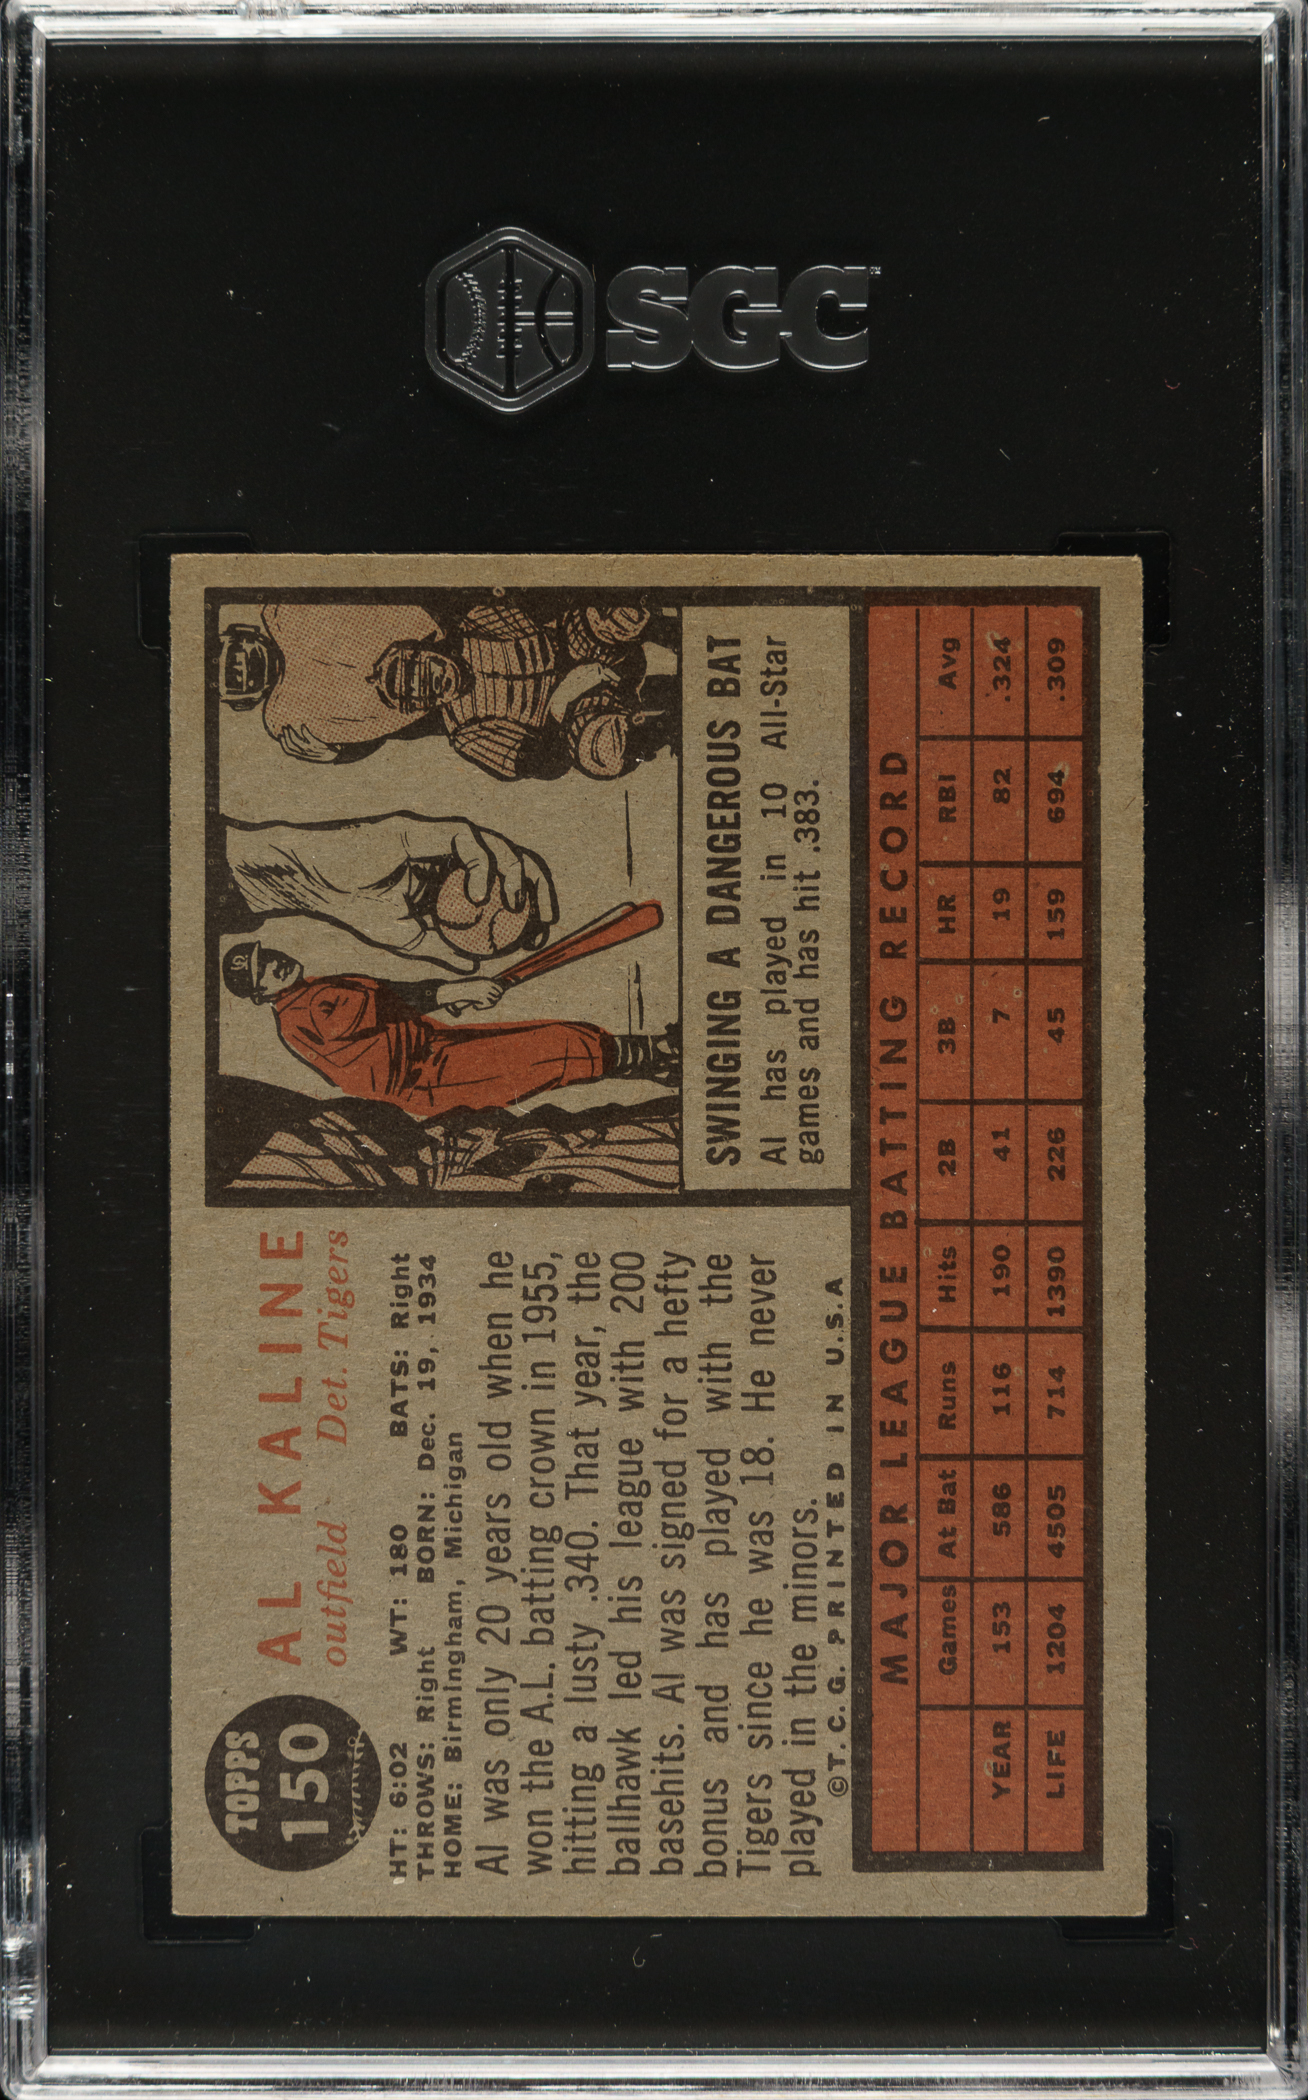 SGC
TOPPS
150
AL KALINE
outfield Det. Tigers
HT: 6:02 WT: 180 BATS: Right
THROWS: Right BORN: Dec. 19, 1934
HOME: Birmingham, Michigan
Al was only 20 years old when he
won the A.L. batting crown in 1955,
hitting a lusty .340. That year, the
ballhawk led his league with 200
basehits. Al was signed for a hefty
bonus and has played with the
Tigers since he was 18. He never
played in the minors.
©T. C. G. PRINTED IN U.S.A
SWINGING A DANGEROUS BAT
Al has played in 10 All-Star
games and has hit .383.
MAJOR LEAGUE BATTING RECORD
Games At Bat Runs Hits 2B 3B HR RBI Avg
YEAR 153 586 116 190 41 7 19 82 .324
LIFE 1204 4505 714 1390 226 45 159 694 .309